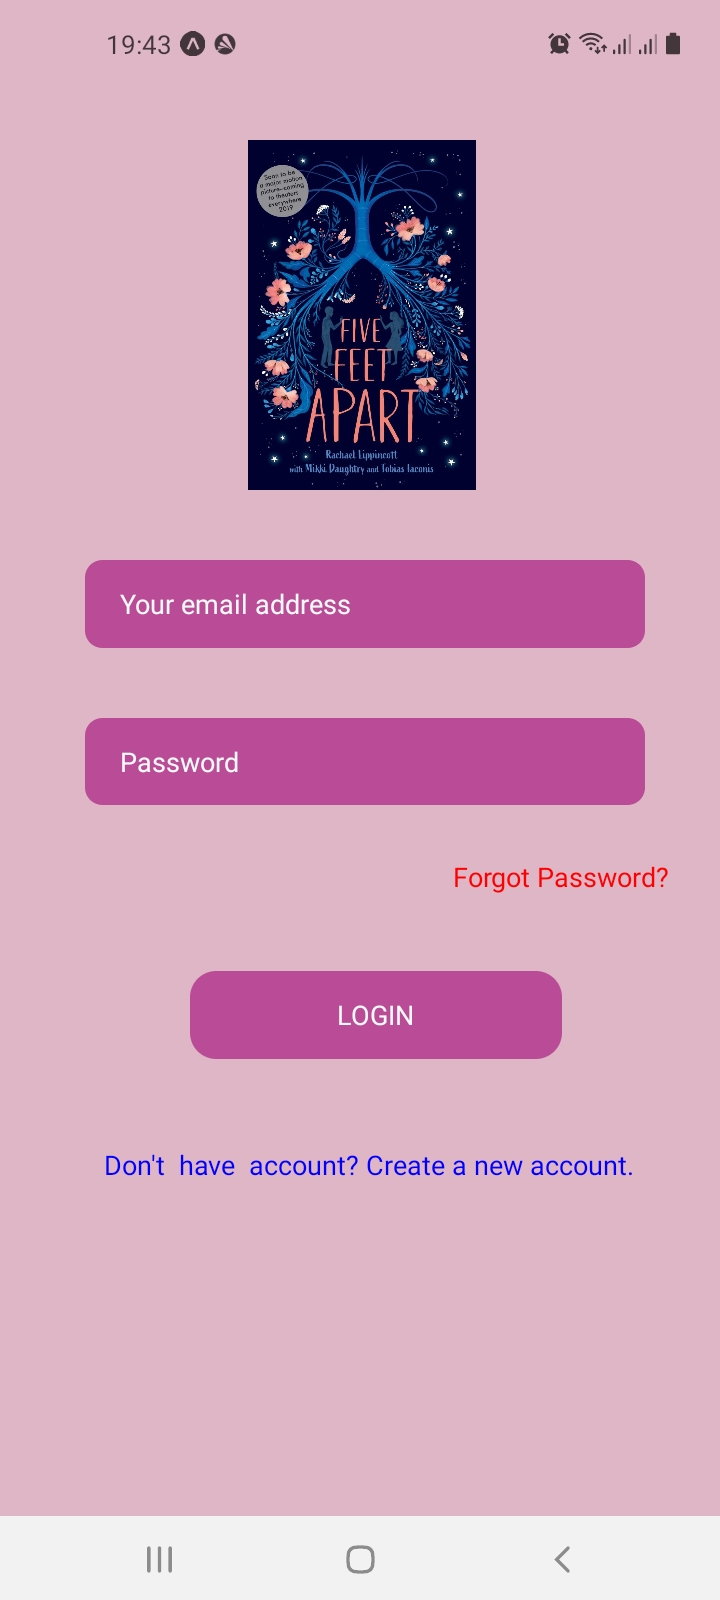 19:43
Soon to be
a major motion
picture—coming
to theaters
everywhere
2019
FIVE
FEET
APART
Rachael Lippincott
with Mikki Daughtry and Tobias Iaconis
Your email address
Password
Forgot Password?
LOGIN
Don't  have  account? Create a new account.